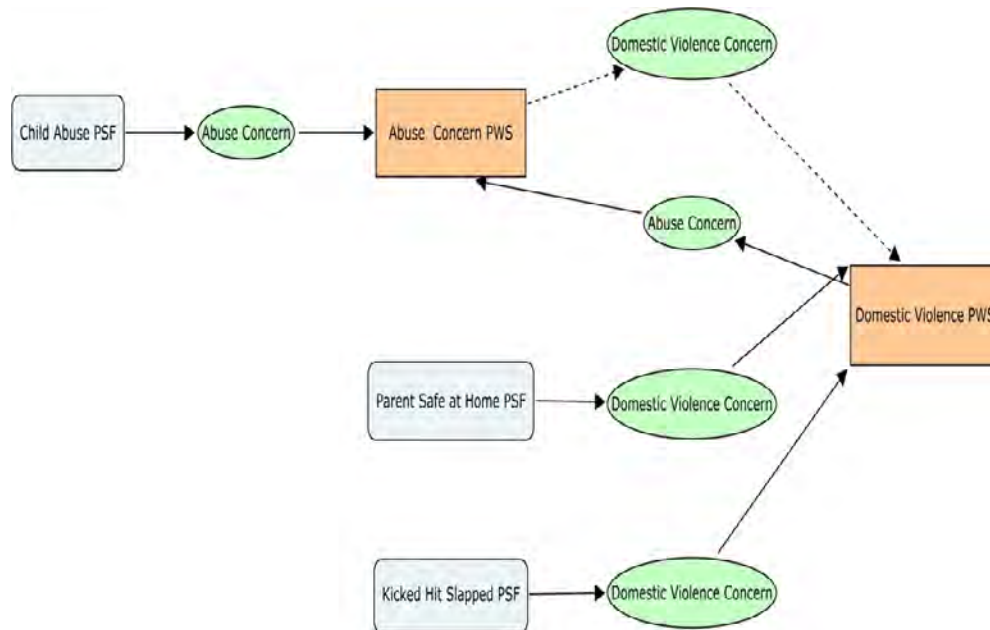 Domestic Violence Concern
Child Abuse PSF
Abuse Concern
Abuse Concern PWS
Abuse Concern
Domestic Violence PWS
Parent Safe at Home PSF
Domestic Violence Concern
Kicked Hit Slapped PSF
Domestic Violence Concern